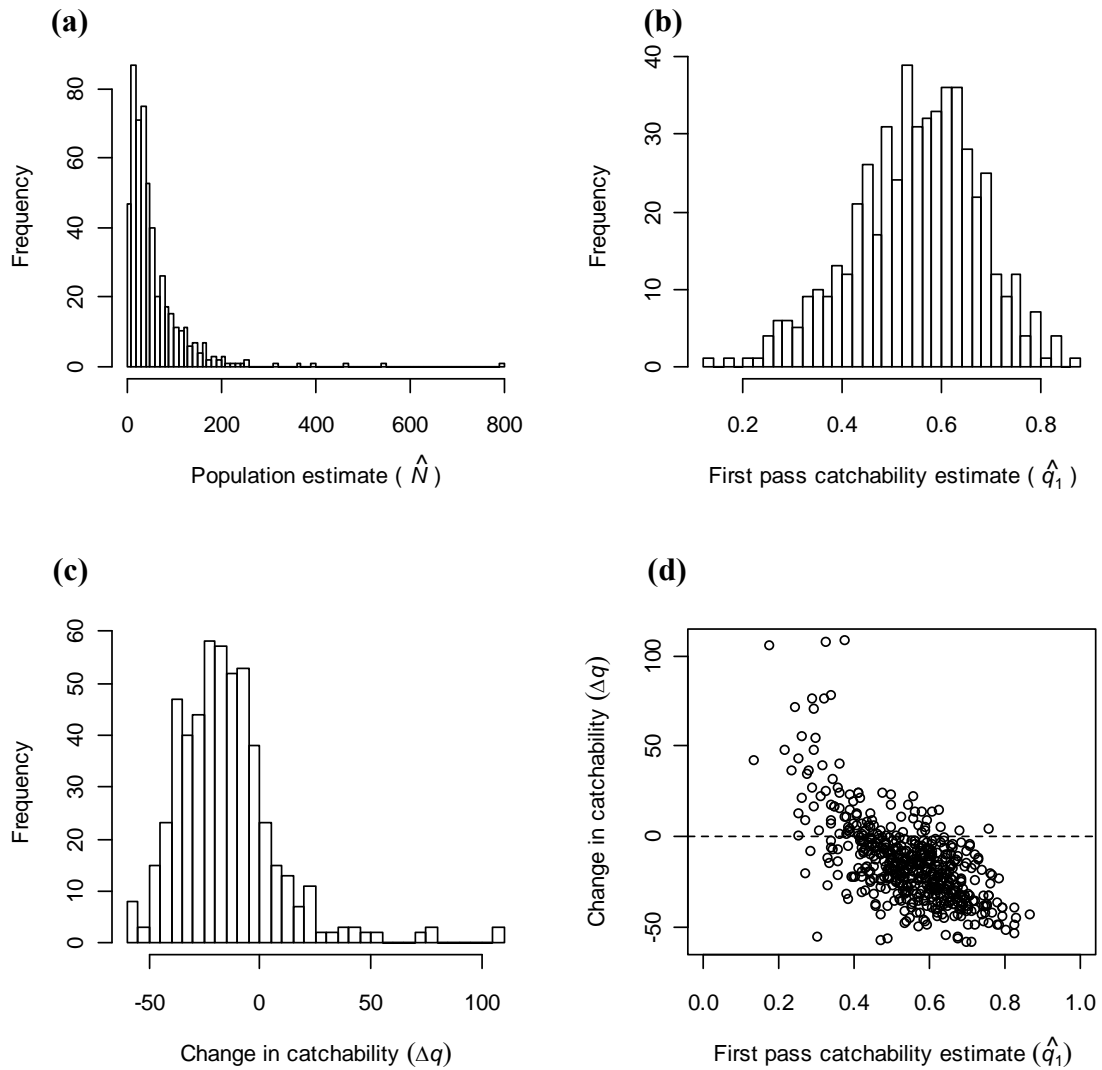 (a)
Frequency
0 20 40 60 80
0 200 400 600 800
Population estimate ( N̂ )
(b)
Frequency
0 10 20 30 40
0.2 0.4 0.6 0.8
First pass catchability estimate ( q̂₁ )
(c)
Frequency
0 10 20 30 40 50 60
-50 0 50 100
Change in catchability (Δq)
(d)
Change in catchability (Δq)
-50 0 50 100
0.0 0.2 0.4 0.6 0.8 1.0
First pass catchability estimate (q̂₁)